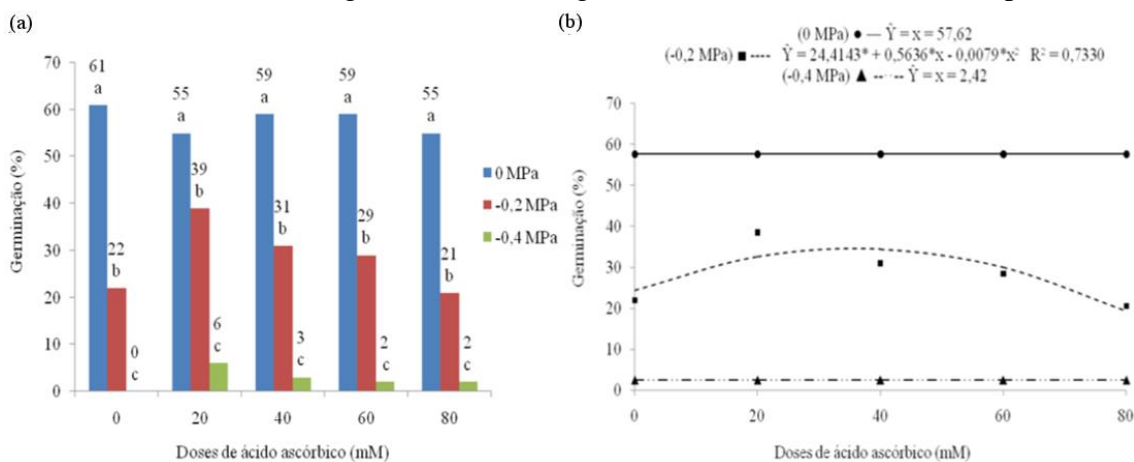 (a)
70
60
50
40
30
20
10
0
Germinação (%)
61
a
22
b
0
c
55
a
39
b
6
c
59
a
31
b
3
c
59
a
29
b
2
c
55
a
21
b
2
c
0 20 40 60 80
Doses de ácido ascórbico (mM)
0 MPa
-0,2 MPa
-0,4 MPa
(b)
(0 MPa) Ŷ = x = 57,62
(-0,2 MPa) Ŷ = 24,4143* + 0,5636*x - 0,0079*x² R² = 0,7330
(-0,4 MPa) Ŷ = x = 2,42
70
60
50
40
30
20
10
0
Germinação (%)
0 20 40 60 80
Doses de ácido ascórbico (mM)